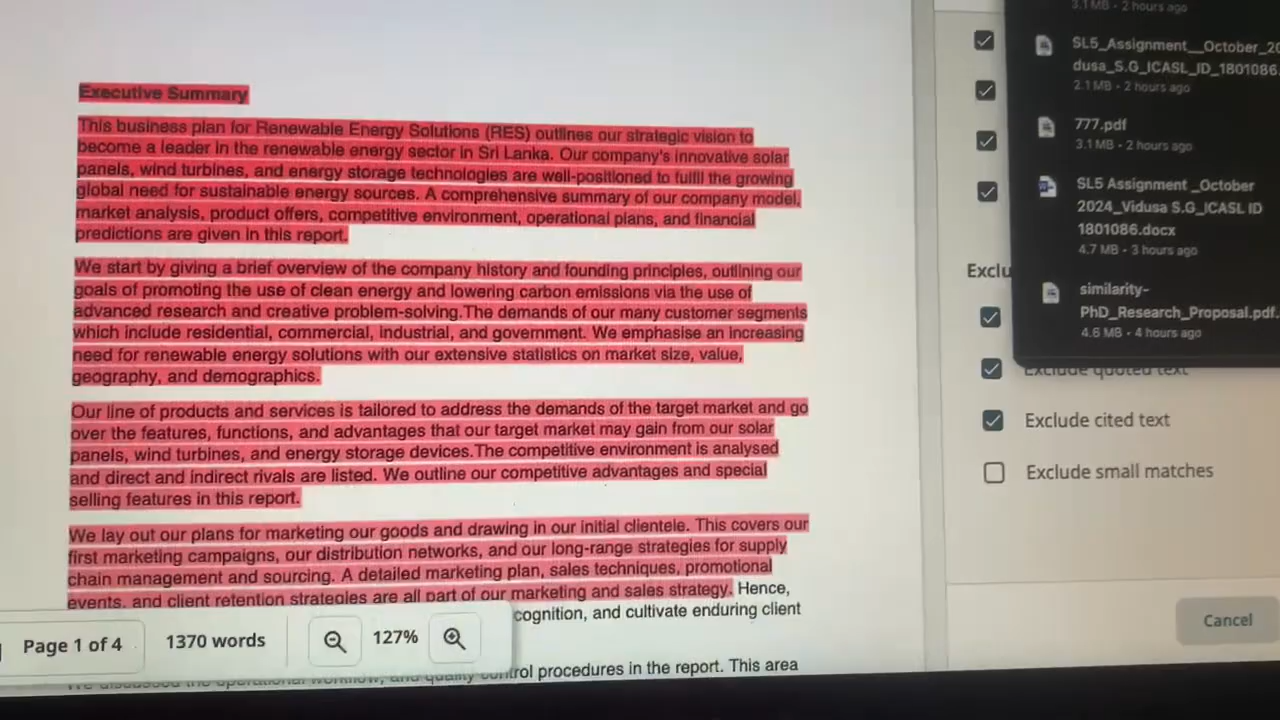 Executive Summary
This business plan for Renewable Energy Solutions (RES) outlines our strategic vision to
become a leader in the renewable energy sector in Sri Lanka. Our company's innovative solar
panels, wind turbines, and energy storage technologies are well-positioned to fulfil the growing
global need for sustainable energy sources. A comprehensive summary of our company model,
market analysis, product offers, competitive environment, operational plans, and financial
predictions are given in this report.
We start by giving a brief overview of the company history and founding principles, outlining our
goals of promoting the use of clean energy and lowering carbon emissions via the use of
advanced research and creative problem-solving.The demands of our many customer segments
which include residential, commercial, industrial, and government. We emphasise an increasing
need for renewable energy solutions with our extensive statistics on market size, value,
geography, and demographics.
Our line of products and services is tailored to address the demands of the target market and go
over the features, functions, and advantages that our target market may gain from our solar
panels, wind turbines, and energy storage devices.The competitive environment is analysed
and direct and indirect rivals are listed. We outline our competitive advantages and special
selling features in this report.
We lay out our plans for marketing our goods and drawing in our initial clientele. This covers our
first marketing campaigns, our distribution networks, and our long-range strategies for supply
chain management and sourcing. A detailed marketing plan, sales techniques, promotional
events, and client retention strategies are all part of our marketing and sales strategy. Hence,
cognition, and cultivate enduring client
We discussed the operational workflow, and quality control procedures in the report. This area
Page 1 of 4
1370 words
127%
3.1 MB • 2 hours ago
SL5_Assignment__October_20
dusa_S.G_ICASL_ID_1801086.
2.1 MB • 2 hours ago
777.pdf
3.1 MB • 2 hours ago
SL5 Assignment _October
2024_Vidusa S.G_ICASL ID
1801086.docx
4.7 MB • 3 hours ago
similarity-
PhD_Research_Proposal.pdf.
4.6 MB • 4 hours ago
Exclu
Exclude quoted text
Exclude cited text
Exclude small matches
Cancel